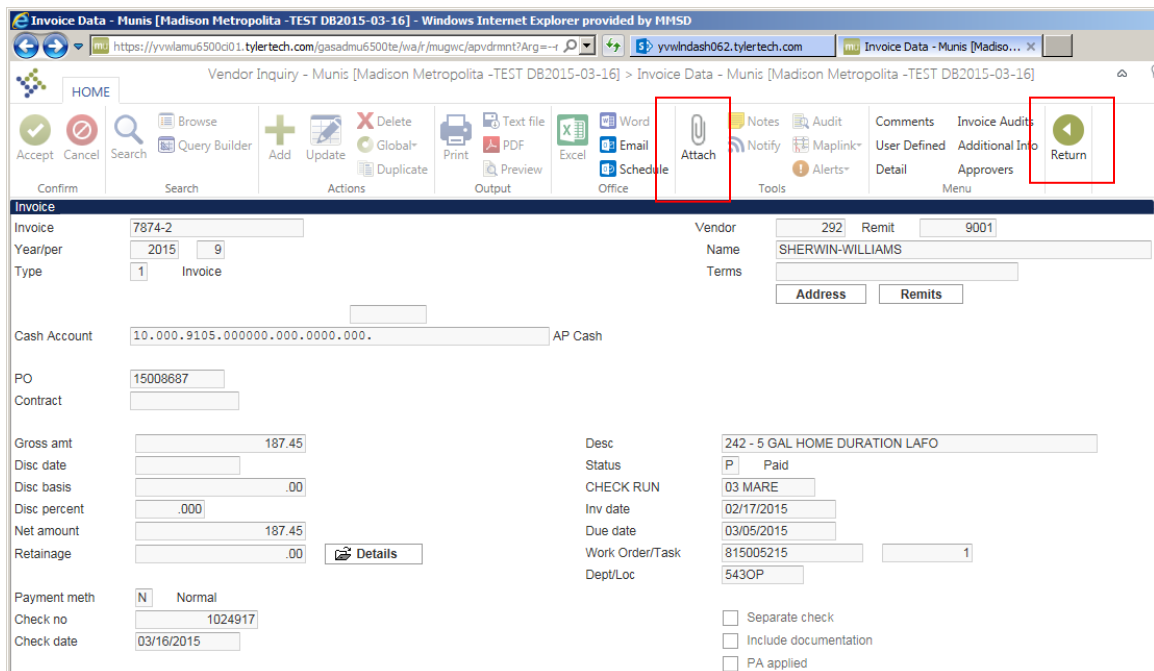 Invoice Data - Munis [Madison Metropolita -TEST DB2015-03-16] - Windows Internet Explorer provided by MMSD
mu https://yvwlamu6500ci01.tylertech.com/gasadmu6500te/wa/r/mugwc/apvdrmnt?Arg=-- yvwlndash062.tylertech.com mu Invoice Data - Munis [Madiso... X
Vendor Inquiry - Munis [Madison Metropolita -TEST DB2015-03-16] > Invoice Data - Munis [Madison Metropolita -TEST DB2015-03-16]
HOME
Browse Delete Text file Word Notes Audit Comments Invoice Audits
Query Builder Global PDF Email Notify Maplink User Defined Additional Info
Accept Cancel Search Add Update Print Excel Attach Return
Duplicate Preview Schedule Alerts Detail Approvers
Confirm Search Actions Output Office Tools Menu
Invoice
Invoice 7874-2 Vendor 292 Remit 9001
Year/per 2015 9 Name SHERWIN-WILLIAMS
Type 1 Invoice Terms
Address Remits
Cash Account 10.000.9105.000000.000.0000.000. AP Cash
PO 15008687
Contract
Gross amt 187.45 Desc 242 - 5 GAL HOME DURATION LAFO
Disc date Status P Paid
Disc basis .00 CHECK RUN 03 MARE
Disc percent .000 Inv date 02/17/2015
Net amount 187.45 Due date 03/05/2015
Retainage .00 Details Work Order/Task 815005215 1
Dept/Loc 543OP
Payment meth N Normal
Check no 1024917 Separate check
Check date 03/16/2015 Include documentation
PA applied